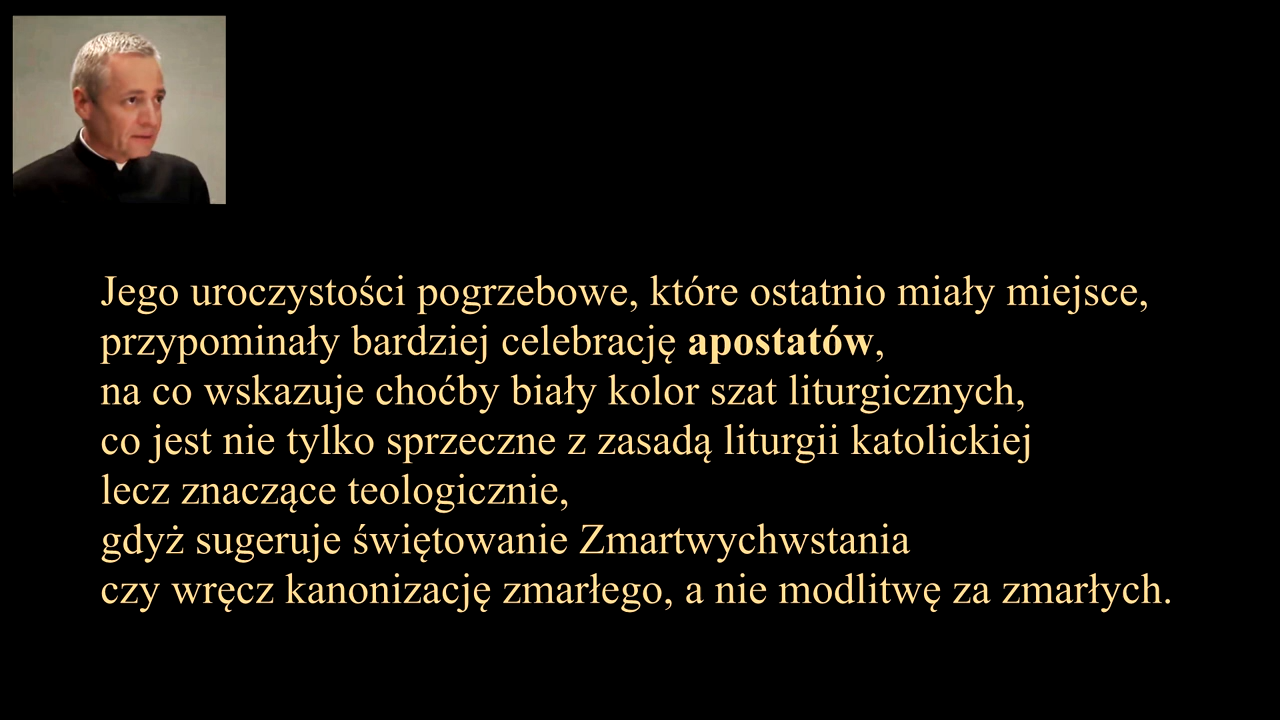 Jego uroczystości pogrzebowe, które ostatnio miały miejsce,
przypominały bardziej celebrację apostatów,
na co wskazuje choćby biały kolor szat liturgicznych,
co jest nie tylko sprzeczne z zasadą liturgii katolickiej
lecz znaczące teologicznie,
gdyż sugeruje świętowanie Zmartwychwstania
czy wręcz kanonizację zmarłego, a nie modlitwę za zmarłych.